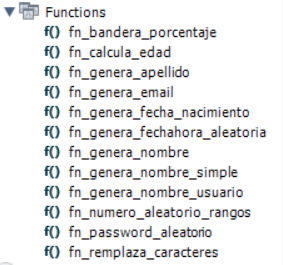 Functions
f() fn_bandera_porcentaje
f() fn_calcula_edad
f() fn_genera_apellido
f() fn_genera_email
f() fn_genera_fecha_nacimiento
f() fn_genera_fechahora_aleatoria
f() fn_genera_nombre
f() fn_genera_nombre_simple
f() fn_genera_nombre_usuario
f() fn_numero_aleatorio_rangos
f() fn_password_aleatorio
f() fn_remplaza_caracteres